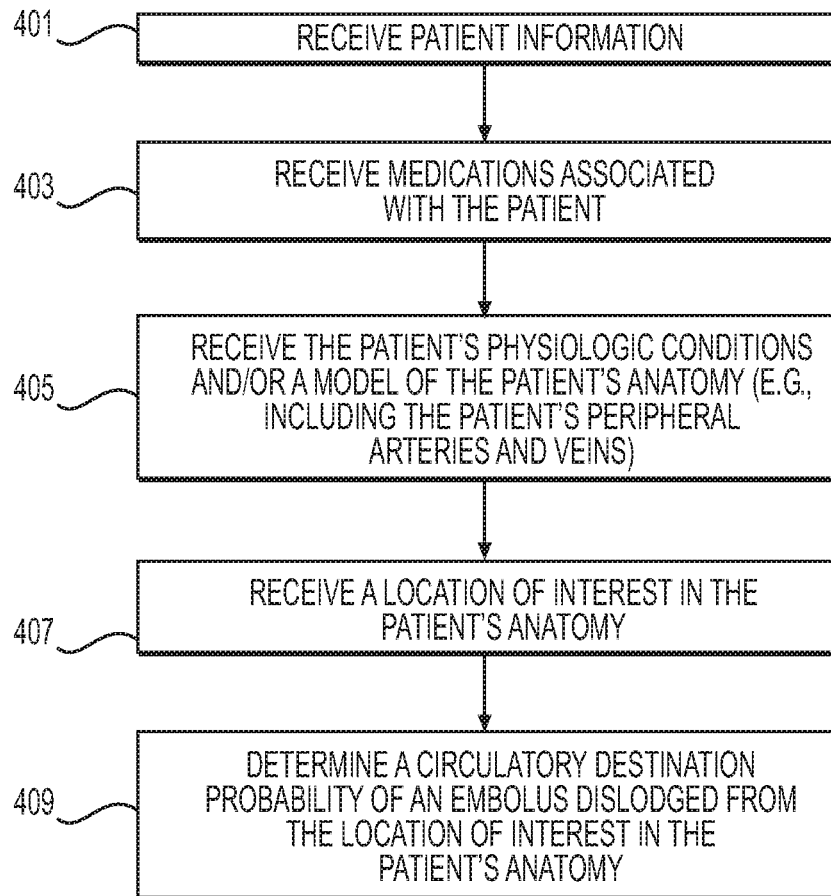 401
RECEIVE PATIENT INFORMATION
403
RECEIVE MEDICATIONS ASSOCIATED
WITH THE PATIENT
405
RECEIVE THE PATIENT'S PHYSIOLOGIC CONDITIONS
AND/OR A MODEL OF THE PATIENT'S ANATOMY (E.G.,
INCLUDING THE PATIENT'S PERIPHERAL
ARTERIES AND VEINS)
407
RECEIVE A LOCATION OF INTEREST IN THE
PATIENT'S ANATOMY
409
DETERMINE A CIRCULATORY DESTINATION
PROBABILITY OF AN EMBOLUS DISLODGED FROM
THE LOCATION OF INTEREST IN THE
PATIENT'S ANATOMY